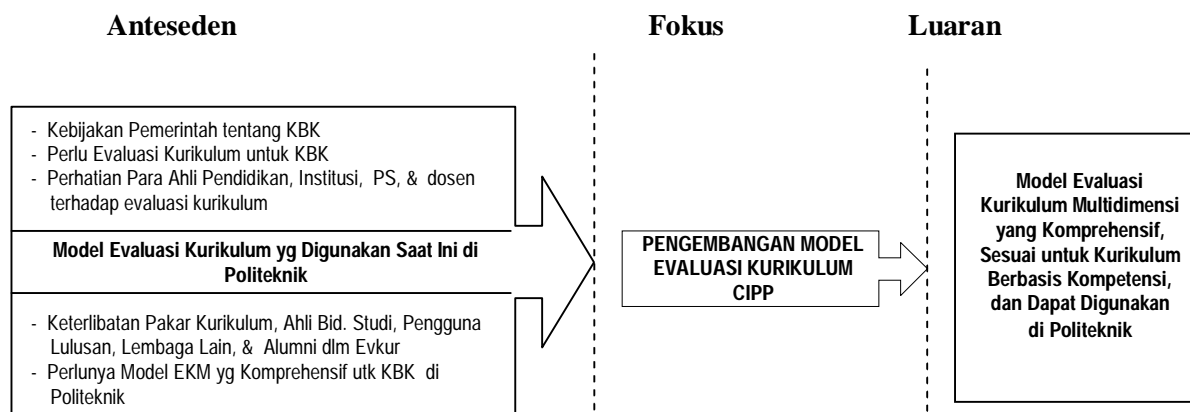 Anteseden Fokus Luaran
- Kebijakan Pemerintah tentang KBK
- Perlu Evaluasi Kurikulum untuk KBK
- Perhatian Para Ahli Pendidikan, Institusi, PS, & dosen
terhadap evaluasi kurikulum
Model Evaluasi Kurikulum yg Digunakan Saat Ini di
Politeknik
- Keterlibatan Pakar Kurikulum, Ahli Bid. Studi, Pengguna
Lulusan, Lembaga Lain, & Alumni dlm Evkur
- Perlunya Model EKM yg Komprehensif utk KBK di
Politeknik
PENGEMBANGAN MODEL
EVALUASI KURIKULUM
CIPP
Model Evaluasi
Kurikulum Multidimensi
yang Komprehensif,
Sesuai untuk Kurikulum
Berbasis Kompetensi,
dan Dapat Digunakan
di Politeknik